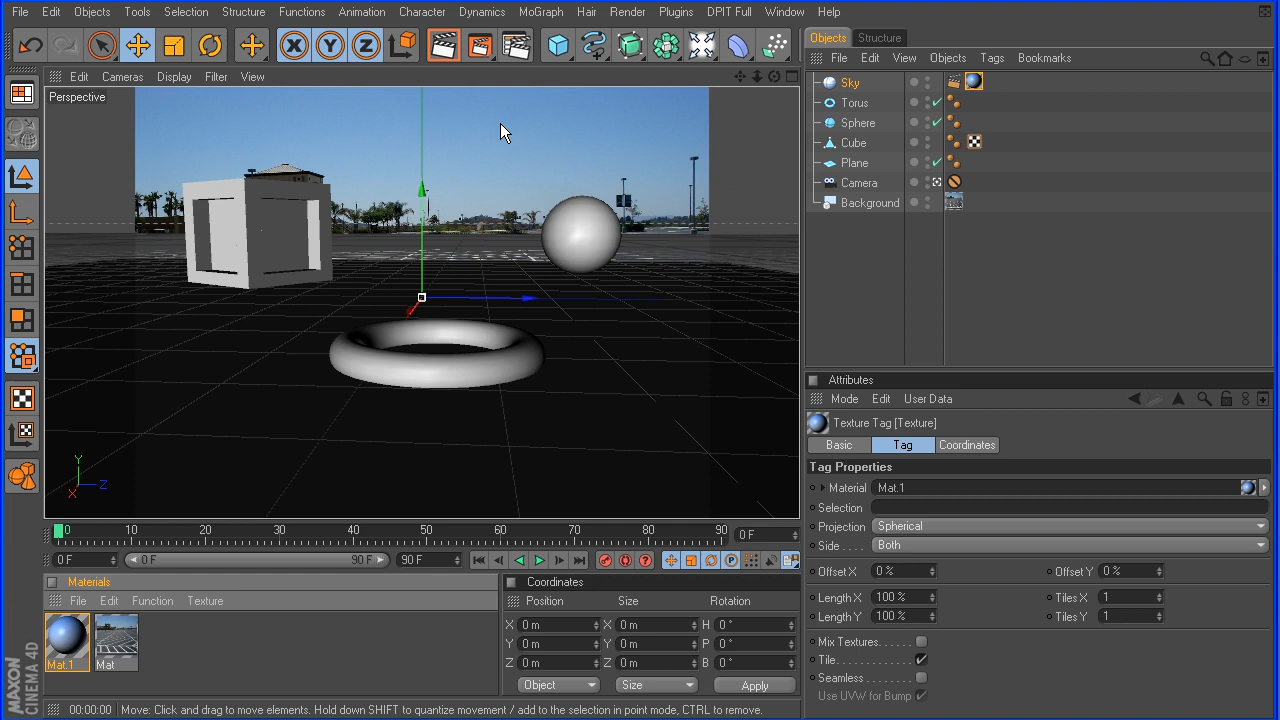 File Edit Objects Tools Selection Structure Functions Animation Character Dynamics MoGraph Hair Render Plugins DPIT Full Window Help
X Y Z
Edit Cameras Display Filter View
Perspective
Y
Z
X
0 10 20 30 40 50 60 70 80 90 0 F
0 F 0 F 90 F 90 F
Materials
File Edit Function Texture
Mat.1 Mat
Coordinates
Position Size Rotation
X 0 m X 0 m H 0 °
Y 0 m Y 0 m P 0 °
Z 0 m Z 0 m B 0 °
Object Size Apply
MAXON
CINEMA 4D
00:00:00 Move: Click and drag to move elements. Hold down SHIFT to quantize movement / add to the selection in point mode, CTRL to remove.
Objects Structure
File Edit View Objects Tags Bookmarks
Sky
Torus
Sphere
Cube
Plane
Camera
Background
Attributes
Mode Edit User Data
Texture Tag [Texture]
Basic Tag Coordinates
Tag Properties
Material Mat.1
Selection
Projection Spherical
Side . . . . Both
Offset X 0 % Offset Y 0 %
Length X 100 % Tiles X 1
Length Y 100 % Tiles Y 1
Mix Textures
Tile
Seamless
Use UVW for Bump